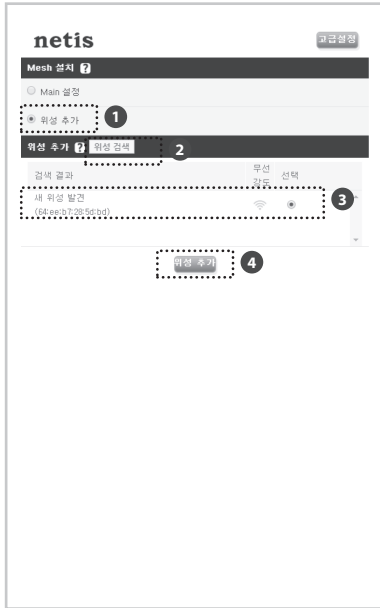 netis
고급설정
Mesh 설치 ?
Main 설정
위성 추가 1
위성 추가 ? 위성 검색 2
검색 결과 무선 강도 선택
새 위성 발견
(64:ee:b7:28:5d:bd) 3
위성 추가 4